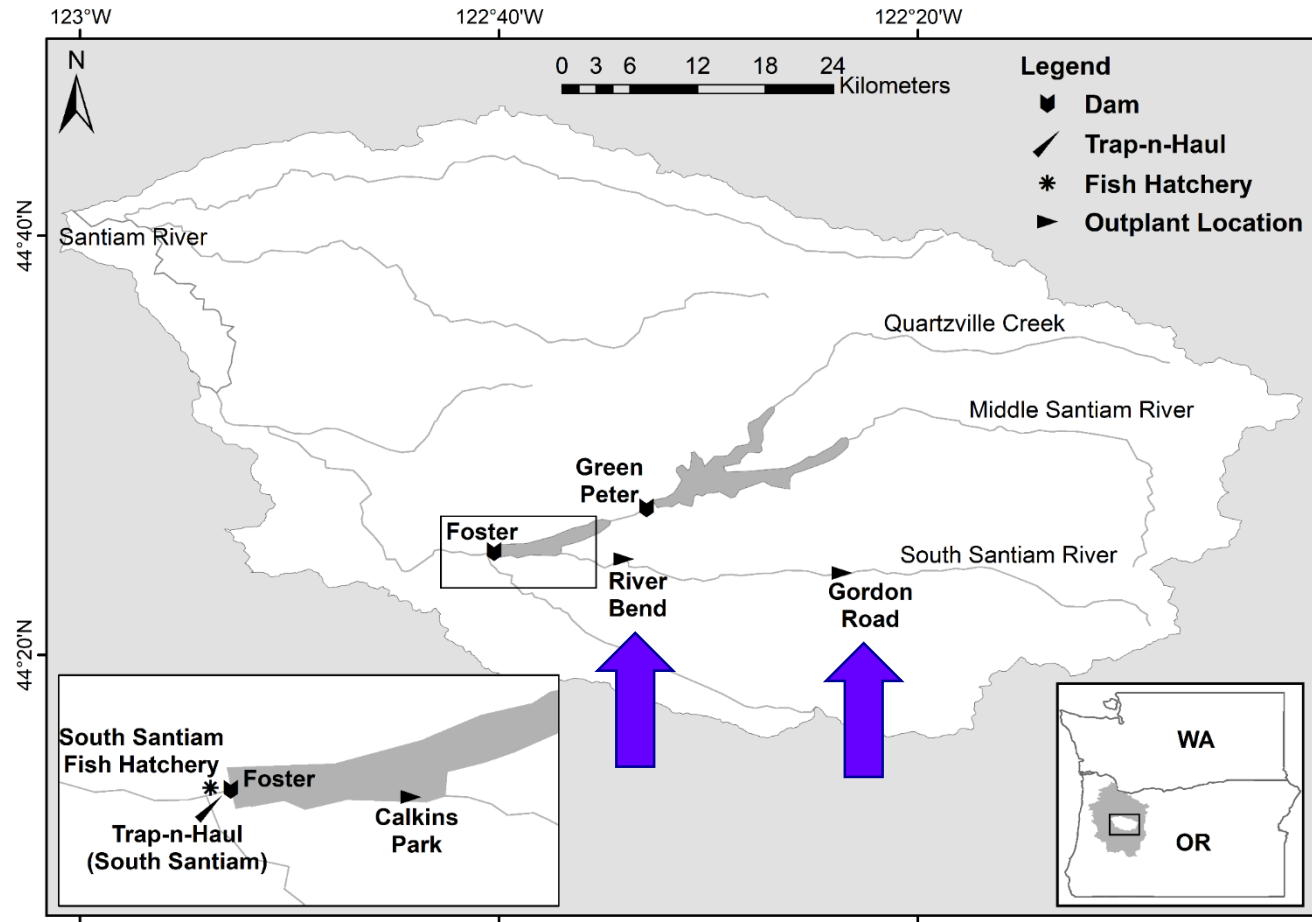 123°W
122°40'W
122°20'W
N
0 3 6 12 18 24
Kilometers
Legend
Dam
Trap-n-Haul
Fish Hatchery
Outplant Location
44°40'N
Santiam River
Quartzville Creek
Middle Santiam River
Green
Peter
Foster
South Santiam River
River
Bend
Gordon
Road
44°20'N
South Santiam
Fish Hatchery
Foster
Trap-n-Haul
(South Santiam)
Calkins
Park
WA
OR